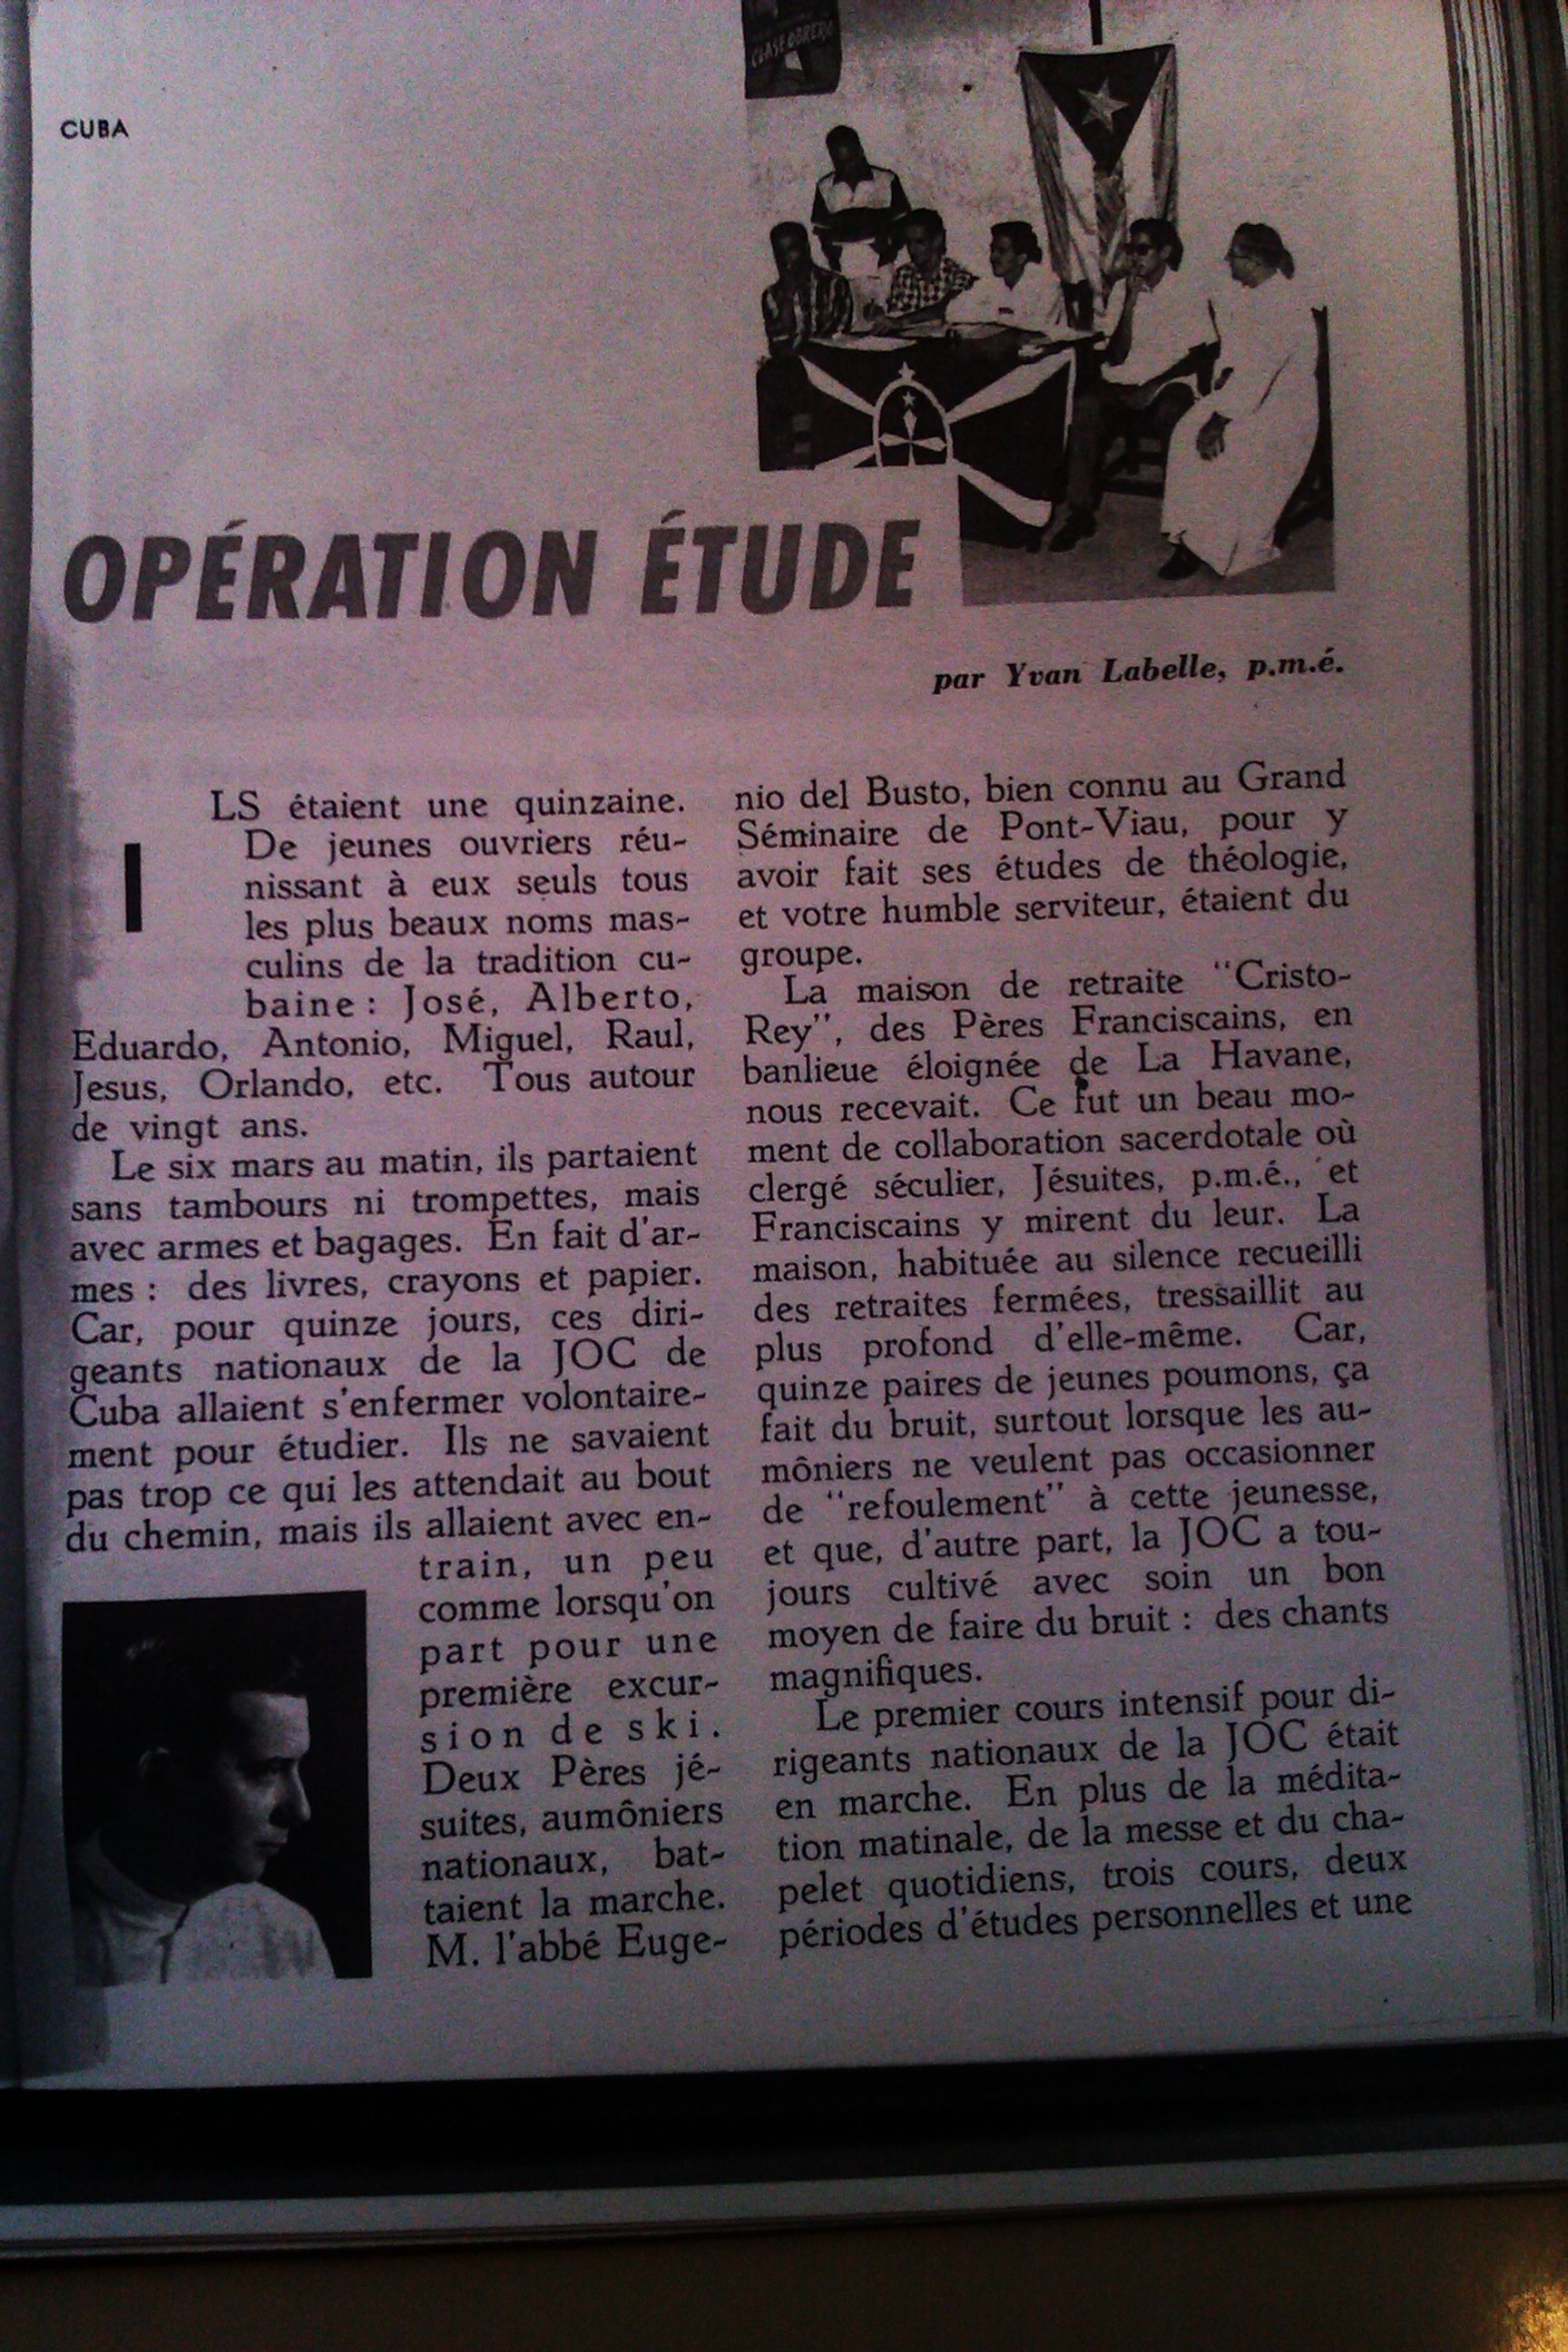 CLASE OBRERA
CUBA
OPÉRATION ÉTUDE
par Yvan Labelle, p.m.é.
ILS étaient une quinzaine.
De jeunes ouvriers réu-
nissant à eux seuls tous
les plus beaux noms mas-
culins de la tradition cu-
baine : José, Alberto,
Eduardo, Antonio, Miguel, Raul,
Jesus, Orlando, etc. Tous autour
de vingt ans.
Le six mars au matin, ils partaient
sans tambours ni trompettes, mais
avec armes et bagages. En fait d'ar-
mes : des livres, crayons et papier.
Car, pour quinze jours, ces diri-
geants nationaux de la JOC de
Cuba allaient s'enfermer volontaire-
ment pour étudier. Ils ne savaient
pas trop ce qui les attendait au bout
du chemin, mais ils allaient avec en-
train, un peu
comme lorsqu'on
part pour une
première excur-
sion de ski.
Deux Pères jé-
suites, aumôniers
nationaux, bat-
taient la marche.
M. l'abbé Euge-
nio del Busto, bien connu au Grand
Séminaire de Pont-Viau, pour y
avoir fait ses études de théologie,
et votre humble serviteur, étaient du
groupe.
La maison de retraite "Cristo-
Rey", des Pères Franciscains, en
banlieue éloignée de La Havane,
nous recevait. Ce fut un beau mo-
ment de collaboration sacerdotale où
clergé séculier, Jésuites, p.m.é., et
Franciscains y mirent du leur. La
maison, habituée au silence recueilli
des retraites fermées, tressaillit au
plus profond d'elle-même. Car,
quinze paires de jeunes poumons, ça
fait du bruit, surtout lorsque les au-
môniers ne veulent pas occasionner
de "refoulement" à cette jeunesse,
et que, d'autre part, la JOC a tou-
jours cultivé avec soin un bon
moyen de faire du bruit : des chants
magnifiques.
Le premier cours intensif pour di-
rigeants nationaux de la JOC était
en marche. En plus de la médita-
tion matinale, de la messe et du cha-
pelet quotidiens, trois cours, deux
périodes d'études personnelles et une